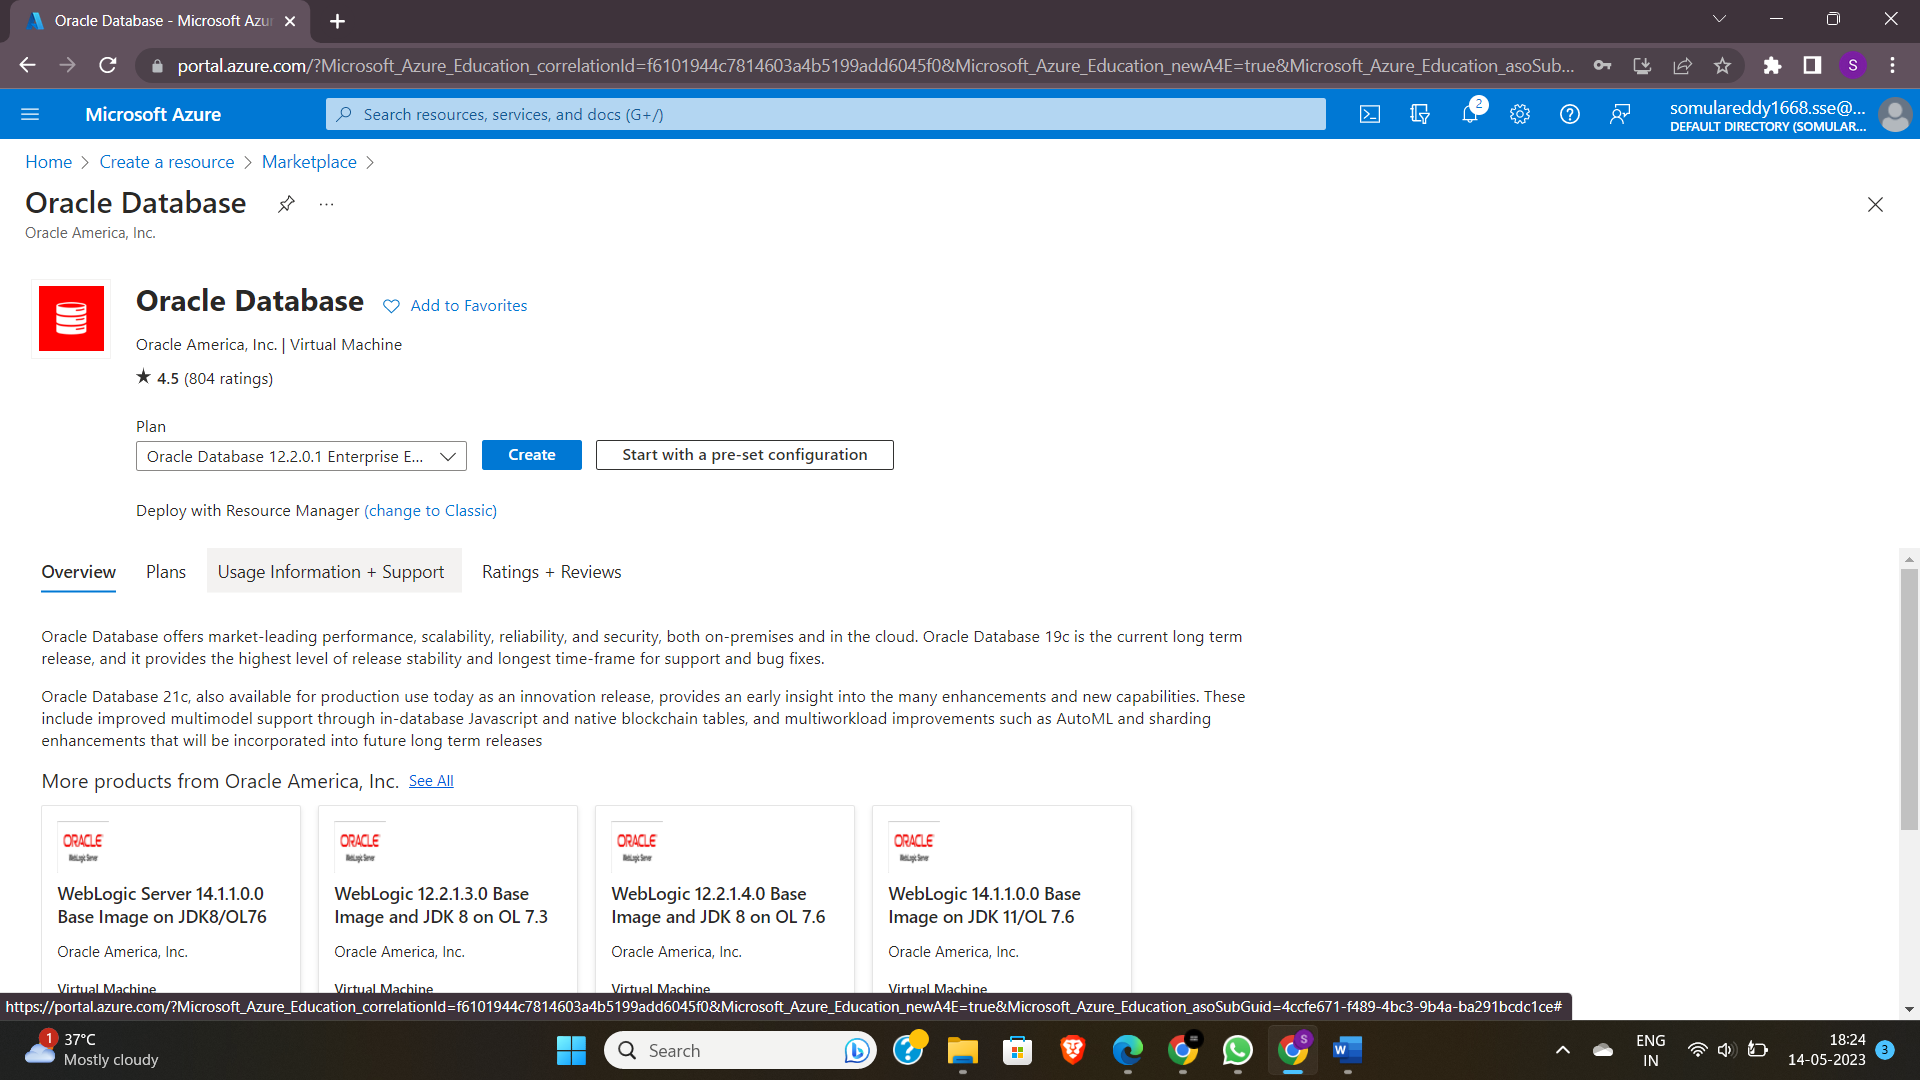 Oracle Database - Microsoft Azur
portal.azure.com/?Microsoft_Azure_Education_correlationId=f6101944c7814603a4b5199add6045f0&Microsoft_Azure_Education_newA4E=true&Microsoft_Azure_Education_asoSub...
S
Microsoft Azure
Search resources, services, and docs (G+/)
2
somulareddy1668.sse@...
DEFAULT DIRECTORY (SOMULAR...
Home > Create a resource > Marketplace >
Oracle Database
...
Oracle America, Inc.
Oracle Database
Add to Favorites
Oracle America, Inc. | Virtual Machine
★ 4.5 (804 ratings)
Plan
Oracle Database 12.2.0.1 Enterprise E...
Create
Start with a pre-set configuration
Deploy with Resource Manager (change to Classic)
Overview Plans Usage Information + Support Ratings + Reviews
Oracle Database offers market-leading performance, scalability, reliability, and security, both on-premises and in the cloud. Oracle Database 19c is the current long term
release, and it provides the highest level of release stability and longest time-frame for support and bug fixes.
Oracle Database 21c, also available for production use today as an innovation release, provides an early insight into the many enhancements and new capabilities. These
include improved multimodel support through in-database Javascript and native blockchain tables, and multiworkload improvements such as AutoML and sharding
enhancements that will be incorporated into future long term releases
More products from Oracle America, Inc. See All
ORACLE
WebLogic Server
WebLogic Server 14.1.1.0.0
Base Image on JDK8/OL76
Oracle America, Inc.
Virtual Machine
ORACLE
WebLogic Server
WebLogic 12.2.1.3.0 Base
Image and JDK 8 on OL 7.3
Oracle America, Inc.
Virtual Machine
ORACLE
WebLogic Server
WebLogic 12.2.1.4.0 Base
Image and JDK 8 on OL 7.6
Oracle America, Inc.
Virtual Machine
ORACLE
WebLogic Server
WebLogic 14.1.1.0.0 Base
Image on JDK 11/OL 7.6
Oracle America, Inc.
Virtual Machine
https://portal.azure.com/?Microsoft_Azure_Education_correlationId=f6101944c7814603a4b5199add6045f0&Microsoft_Azure_Education_newA4E=true&Microsoft_Azure_Education_asoSubGuid=4ccfe671-f489-4bc3-9b4a-ba291bcdc1ce#
1
37°C
Mostly cloudy
Search
S
W
ENG
IN
18:24
14-05-2023
3